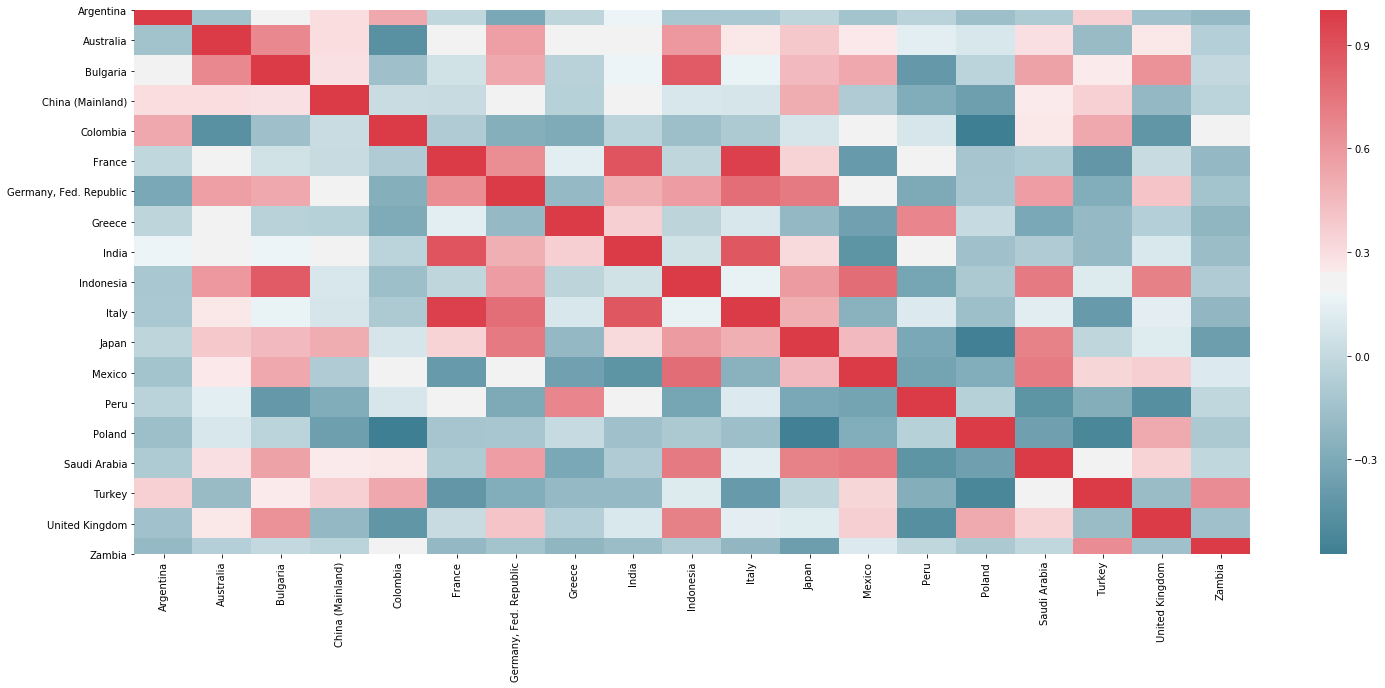 Argentina
Australia
Bulgaria
China (Mainland)
Colombia
France
Germany, Fed. Republic
Greece
India
Indonesia
Italy
Japan
Mexico
Peru
Poland
Saudi Arabia
Turkey
United Kingdom
Zambia
Argentina
Australia
Bulgaria
China (Mainland)
Colombia
France
Germany, Fed. Republic
Greece
India
Indonesia
Italy
Japan
Mexico
Peru
Poland
Saudi Arabia
Turkey
United Kingdom
Zambia
0.9
0.6
0.3
0.0
−0.3